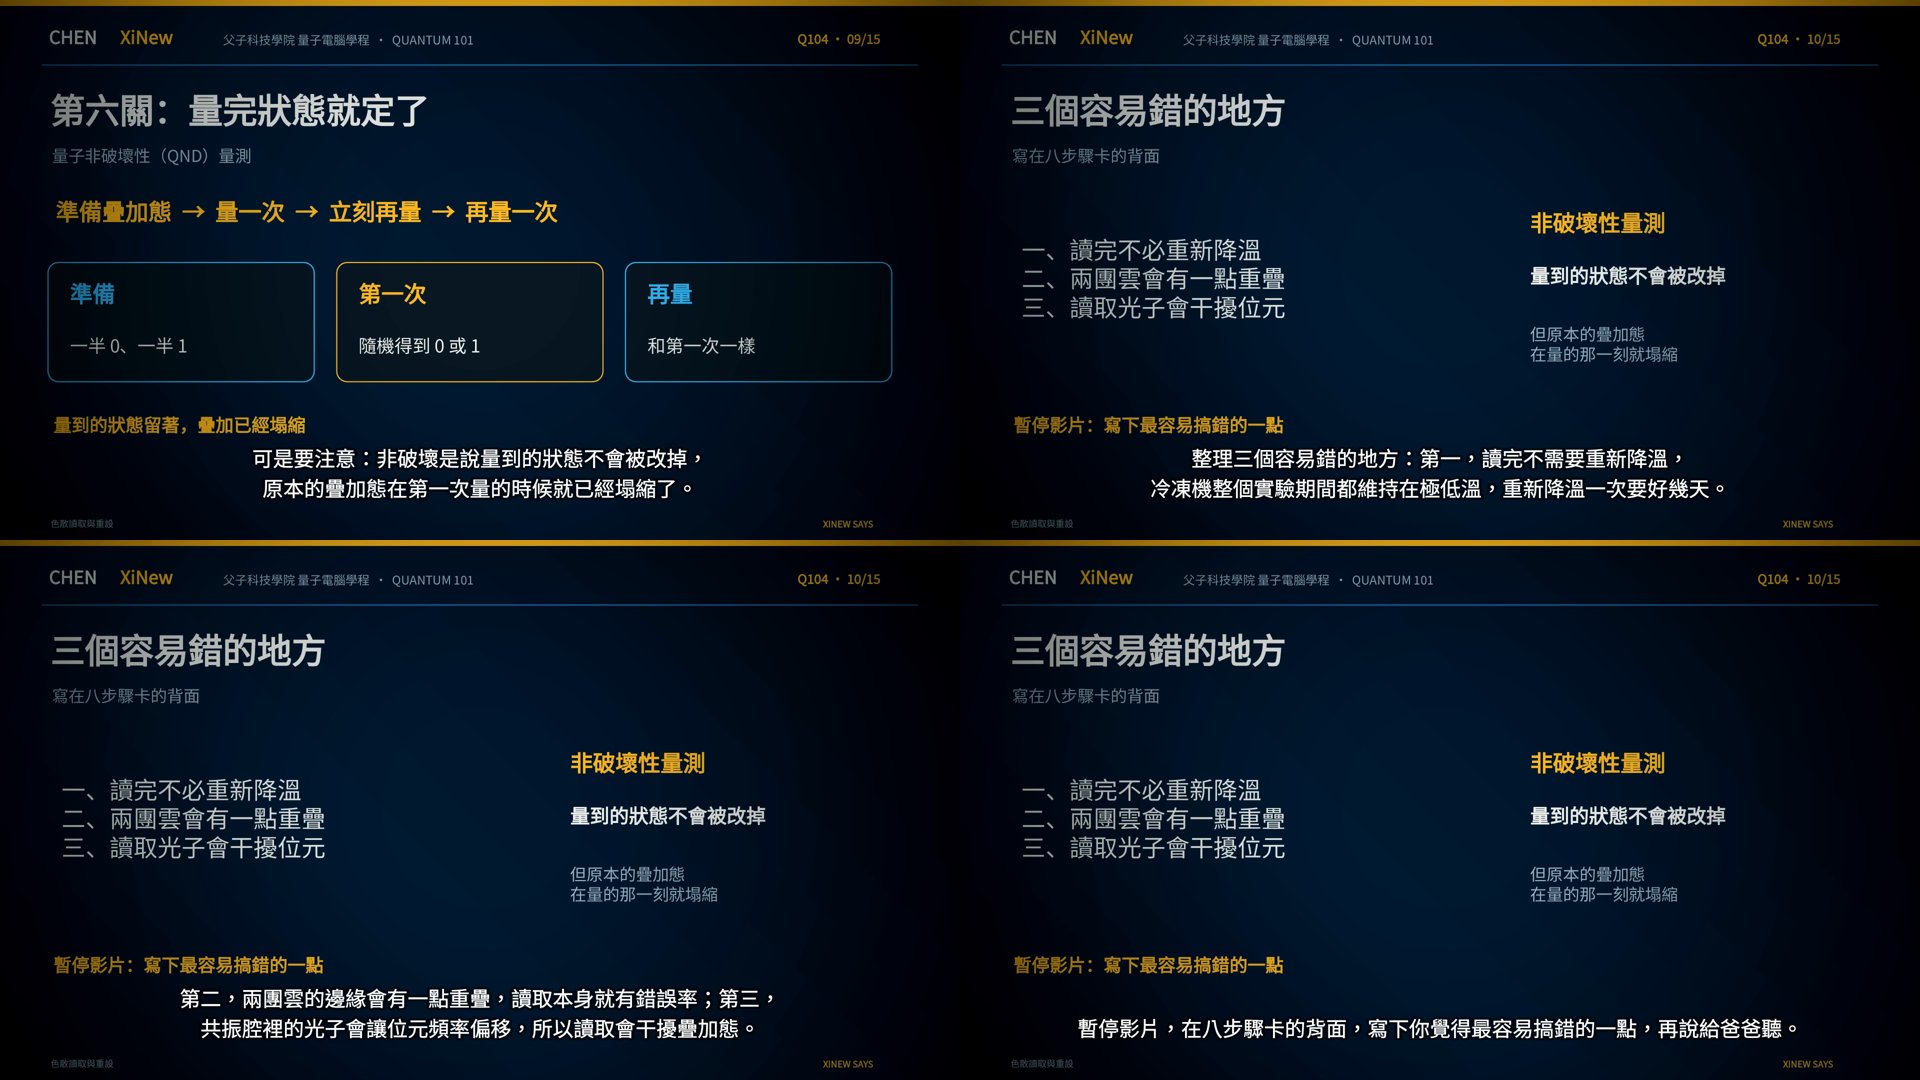 CHEN XiNew 父子科技學院 量子電腦學程 · QUANTUM 101 Q104 · 09/15
第六關：量完狀態就定了
量子非破壞性（QND）量測
準備疊加態 → 量一次 → 立刻再量 → 再量一次
準備
一半 0、一半 1
第一次
隨機得到 0 或 1
再量
和第一次一樣
量到的狀態留著，疊加已經塌縮
可是要注意：非破壞是說量到的狀態不會被改掉，
原本的疊加態在第一次量的時候就已經塌縮了。
色散讀取與重設 XINEW SAYS
CHEN XiNew 父子科技學院 量子電腦學程 · QUANTUM 101 Q104 · 10/15
三個容易錯的地方
寫在八步驟卡的背面
一、讀完不必重新降溫
二、兩團雲會有一點重疊
三、讀取光子會干擾位元
非破壞性量測
量到的狀態不會被改掉
但原本的疊加態
在量的那一刻就塌縮
暫停影片：寫下最容易搞錯的一點
整理三個容易錯的地方：第一，讀完不需要重新降溫，
冷凍機整個實驗期間都維持在極低溫，重新降溫一次要好幾天。
色散讀取與重設 XINEW SAYS
CHEN XiNew 父子科技學院 量子電腦學程 · QUANTUM 101 Q104 · 10/15
三個容易錯的地方
寫在八步驟卡的背面
一、讀完不必重新降溫
二、兩團雲會有一點重疊
三、讀取光子會干擾位元
非破壞性量測
量到的狀態不會被改掉
但原本的疊加態
在量的那一刻就塌縮
暫停影片：寫下最容易搞錯的一點
第二，兩團雲的邊緣會有一點重疊，讀取本身就有錯誤率；第三，
共振腔裡的光子會讓位元頻率偏移，所以讀取會干擾疊加態。
色散讀取與重設 XINEW SAYS
CHEN XiNew 父子科技學院 量子電腦學程 · QUANTUM 101 Q104 · 10/15
三個容易錯的地方
寫在八步驟卡的背面
一、讀完不必重新降溫
二、兩團雲會有一點重疊
三、讀取光子會干擾位元
非破壞性量測
量到的狀態不會被改掉
但原本的疊加態
在量的那一刻就塌縮
暫停影片：寫下最容易搞錯的一點
暫停影片，在八步驟卡的背面，寫下你覺得最容易搞錯的一點，再說給爸爸聽。
色散讀取與重設 XINEW SAYS